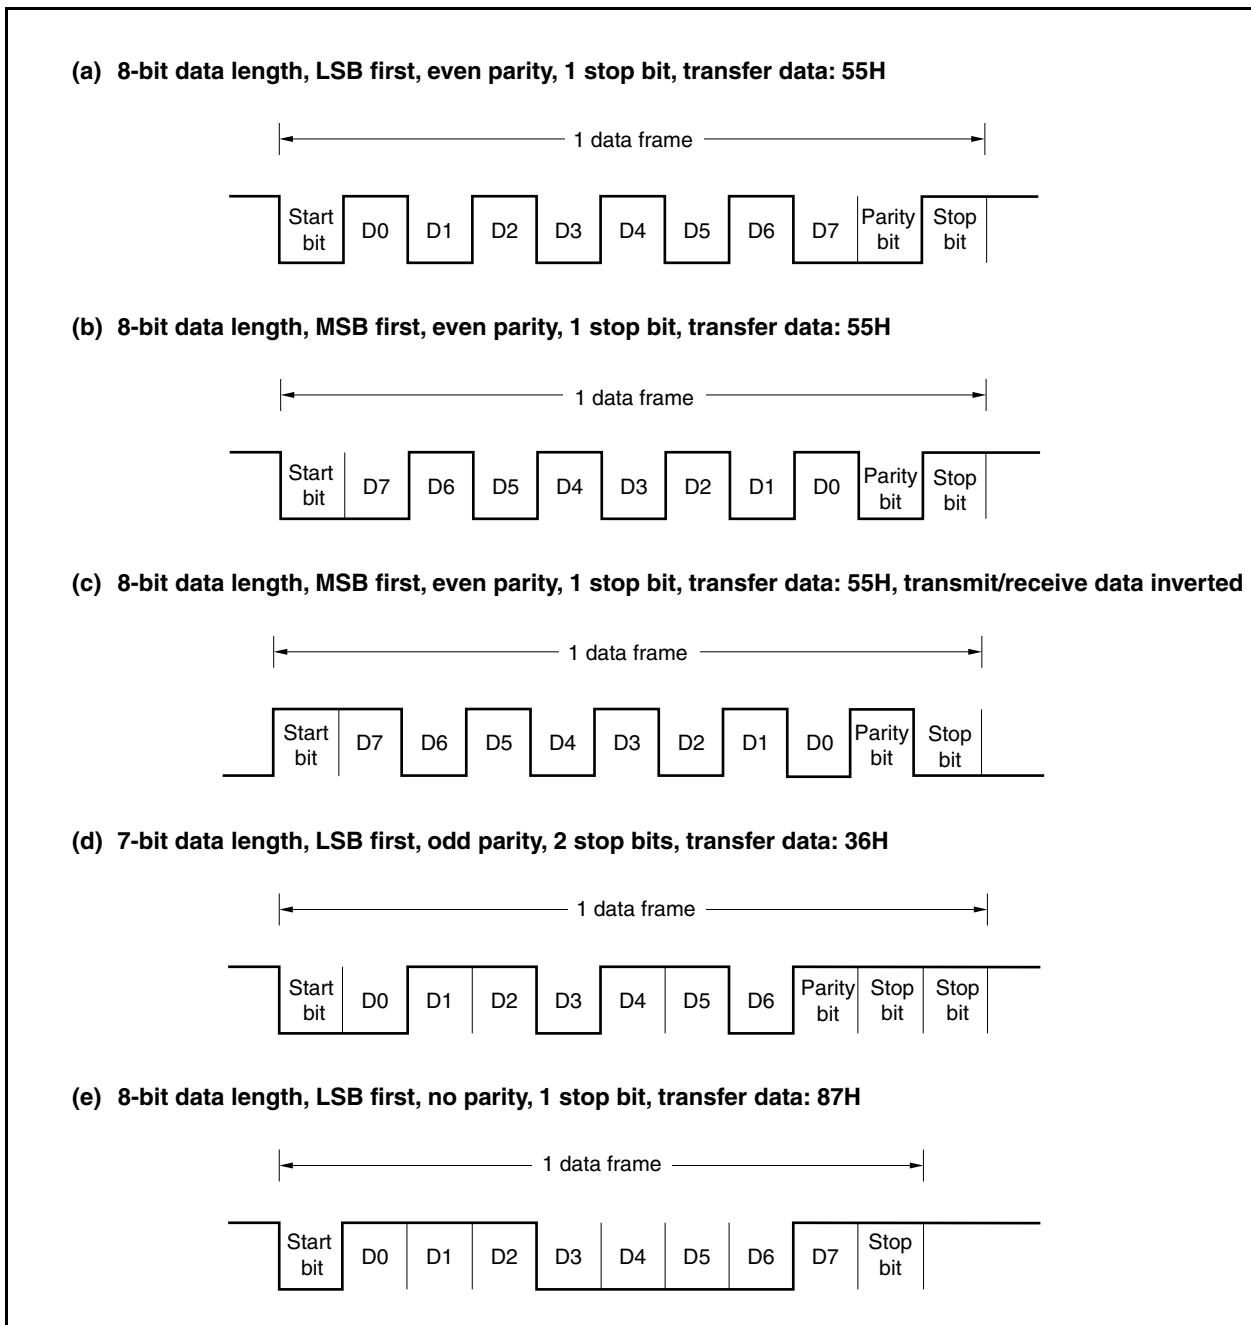 (a) 8-bit data length, LSB first, even parity, 1 stop bit, transfer data: 55H
1 data frame
Start bit D0 D1 D2 D3 D4 D5 D6 D7 Parity bit Stop bit
(b) 8-bit data length, MSB first, even parity, 1 stop bit, transfer data: 55H
1 data frame
Start bit D7 D6 D5 D4 D3 D2 D1 D0 Parity bit Stop bit
(c) 8-bit data length, MSB first, even parity, 1 stop bit, transfer data: 55H, transmit/receive data inverted
1 data frame
Start bit D7 D6 D5 D4 D3 D2 D1 D0 Parity bit Stop bit
(d) 7-bit data length, LSB first, odd parity, 2 stop bits, transfer data: 36H
1 data frame
Start bit D0 D1 D2 D3 D4 D5 D6 Parity bit Stop bit Stop bit
(e) 8-bit data length, LSB first, no parity, 1 stop bit, transfer data: 87H
1 data frame
Start bit D0 D1 D2 D3 D4 D5 D6 D7 Stop bit